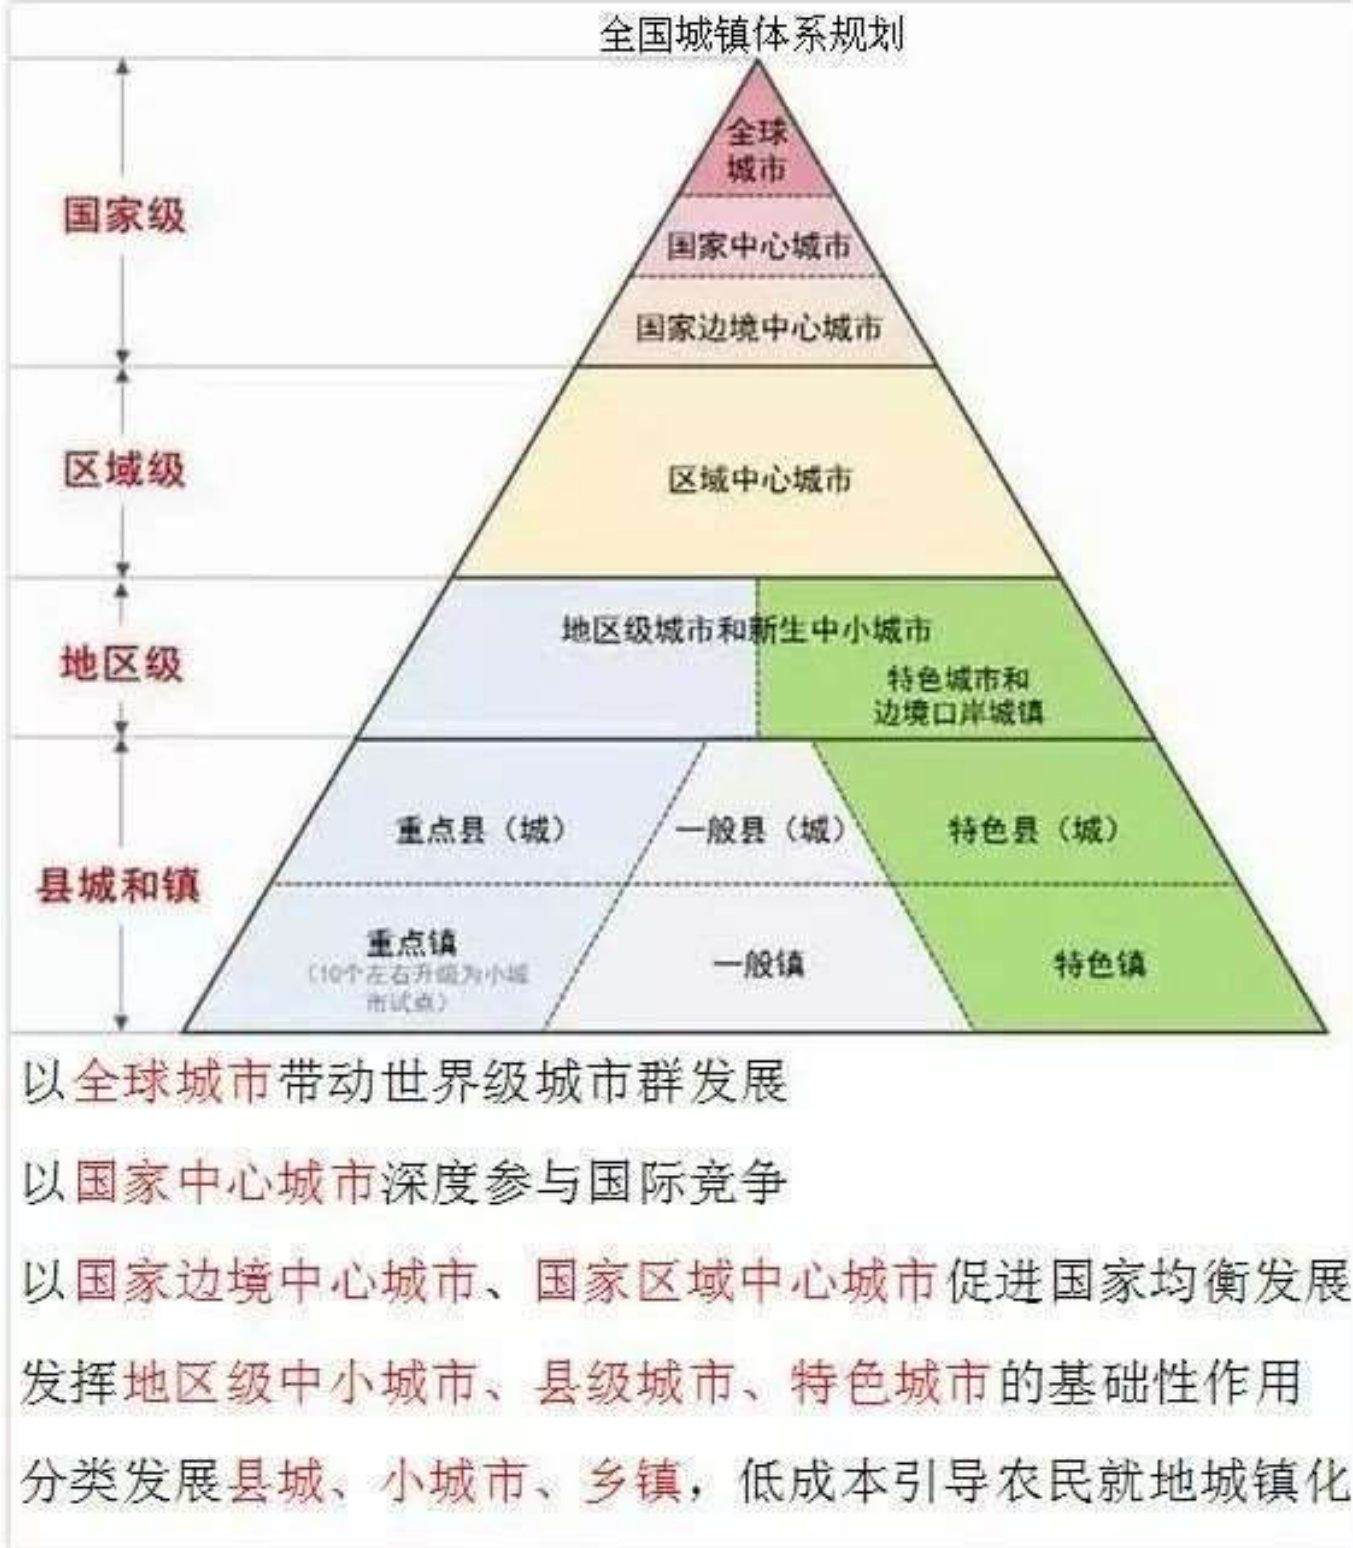 全国城镇体系规划
全球
城市
国家级
国家中心城市
国家边境中心城市
区域级
区域中心城市
地区级城市和新生中小城市
地区级
特色城市和
边境口岸城镇
重点县（城）
一般县（城）
特色县（城）
县城和镇
重点镇
（10个左右升级为小城
市试点）
一般镇
特色镇
以全球城市带动世界级城市群发展
以国家中心城市深度参与国际竞争
以国家边境中心城市、国家区域中心城市促进国家均衡发展
发挥地区级中小城市、县级城市、特色城市的基础性作用
分类发展县城、小城市、乡镇，低成本引导农民就地城镇化